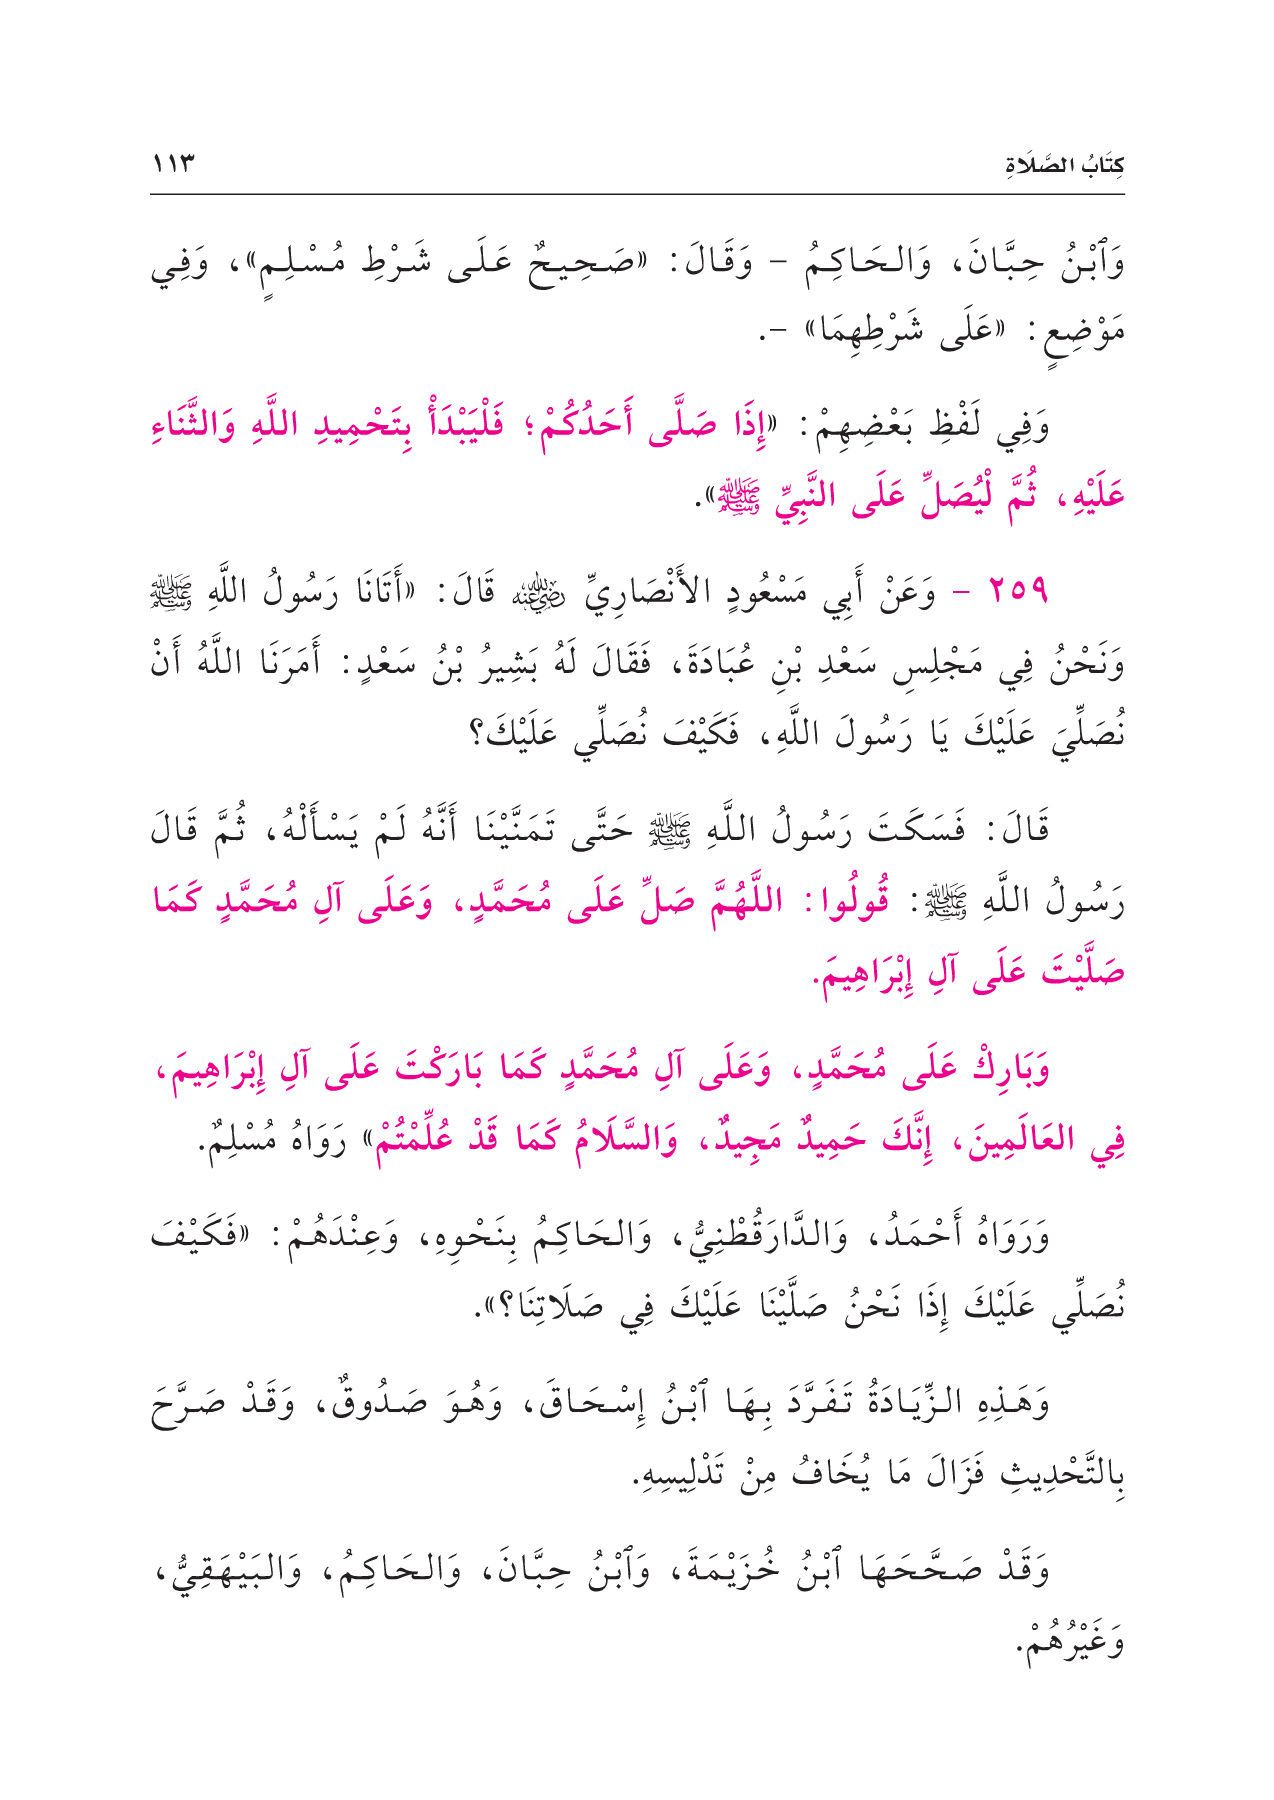 كِتَابُ الصَّلَاةِ ١١٣
وَٱبْنُ حِبَّانَ، وَالحَاكِمُ - وَقَالَ: «صَحِيحٌ عَلَى شَرْطِ مُسْلِمٍ»، وَفِي
مَوْضِعٍ: «عَلَى شَرْطِهِمَا» -.
وَفِي لَفْظِ بَعْضِهِمْ: «إِذَا صَلَّى أَحَدُكُمْ؛ فَلْيَبْدَأْ بِتَحْمِيدِ اللَّهِ وَالثَّنَاءِ
عَلَيْهِ، ثُمَّ لْيُصَلِّ عَلَى النَّبِيِّ ﷺ».
٢٥٩ - وَعَنْ أَبِي مَسْعُودٍ الأَنْصَارِيِّ رضي الله عنه قَالَ: «أَتَانَا رَسُولُ اللَّهِ ﷺ
وَنَحْنُ فِي مَجْلِسِ سَعْدِ بْنِ عُبَادَةَ، فَقَالَ لَهُ بَشِيرُ بْنُ سَعْدٍ: أَمَرَنَا اللَّهُ أَنْ
نُصَلِّيَ عَلَيْكَ يَا رَسُولَ اللَّهِ، فَكَيْفَ نُصَلِّي عَلَيْكَ؟
قَالَ: فَسَكَتَ رَسُولُ اللَّهِ ﷺ حَتَّى تَمَنَّيْنَا أَنَّهُ لَمْ يَسْأَلْهُ، ثُمَّ قَالَ
رَسُولُ اللَّهِ ﷺ: قُولُوا: اللَّهُمَّ صَلِّ عَلَى مُحَمَّدٍ، وَعَلَى آلِ مُحَمَّدٍ كَمَا
صَلَّيْتَ عَلَى آلِ إِبْرَاهِيمَ.
وَبَارِكْ عَلَى مُحَمَّدٍ، وَعَلَى آلِ مُحَمَّدٍ كَمَا بَارَكْتَ عَلَى آلِ إِبْرَاهِيمَ،
فِي العَالَمِينَ، إِنَّكَ حَمِيدٌ مَجِيدٌ، وَالسَّلَامُ كَمَا قَدْ عُلِّمْتُمْ» رَوَاهُ مُسْلِمٌ.
وَرَوَاهُ أَحْمَدُ، وَالدَّارَقُطْنِيُّ، وَالحَاكِمُ بِنَحْوِهِ، وَعِنْدَهُمْ: «فَكَيْفَ
نُصَلِّي عَلَيْكَ إِذَا نَحْنُ صَلَّيْنَا عَلَيْكَ فِي صَلَاتِنَا؟».
وَهَذِهِ الزِّيَادَةُ تَفَرَّدَ بِهَا ٱبْنُ إِسْحَاقَ، وَهُوَ صَدُوقٌ، وَقَدْ صَرَّحَ
بِالتَّحْدِيثِ فَزَالَ مَا يُخَافُ مِنْ تَدْلِيسِهِ.
وَقَدْ صَحَّحَهَا ٱبْنُ خُزَيْمَةَ، وَٱبْنُ حِبَّانَ، وَالحَاكِمُ، وَالبَيْهَقِيُّ،
وَغَيْرُهُمْ.